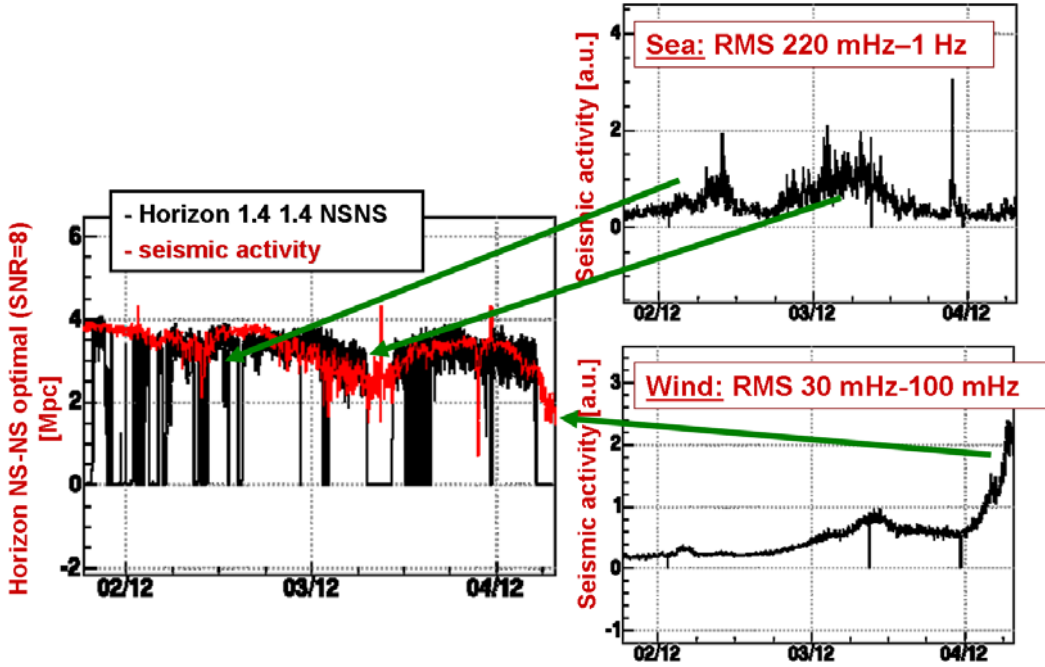 Horizon NS-NS optimal (SNR=8)
[Mpc]
- Horizon 1.4 1.4 NSNS
- seismic activity
6
4
2
0
-2
02/12
03/12
04/12
Seismic activity [a.u.]
Sea: RMS 220 mHz–1 Hz
4
2
0
02/12
03/12
04/12
Seismic activity [a.u.]
Wind: RMS 30 mHz-100 mHz
3
2
1
0
-1
02/12
03/12
04/12